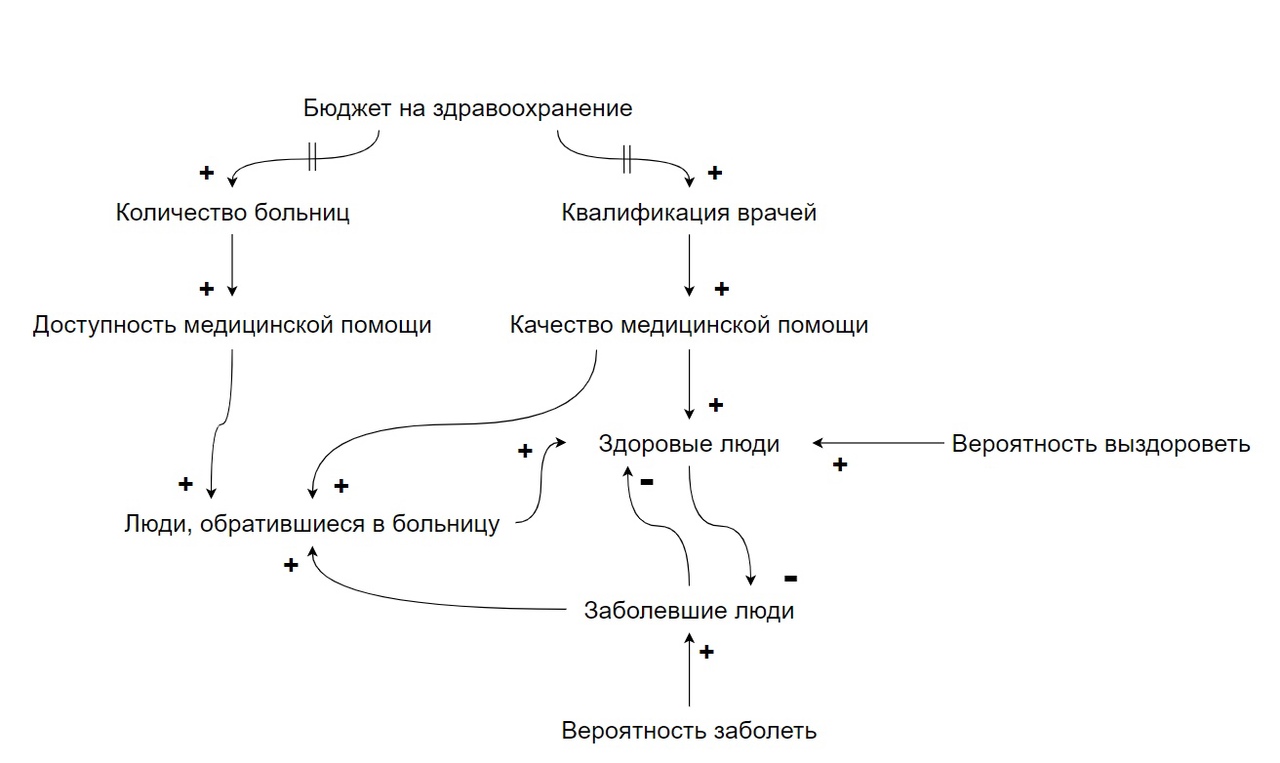 Бюджет на здравоохранение
+ +
Количество больниц Квалификация врачей
+ +
Доступность медицинской помощи Качество медицинской помощи
+
Здоровые люди Вероятность выздороветь
+ +
+ + -
Люди, обратившиеся в больницу
+ -
Заболевшие люди
+
Вероятность заболеть